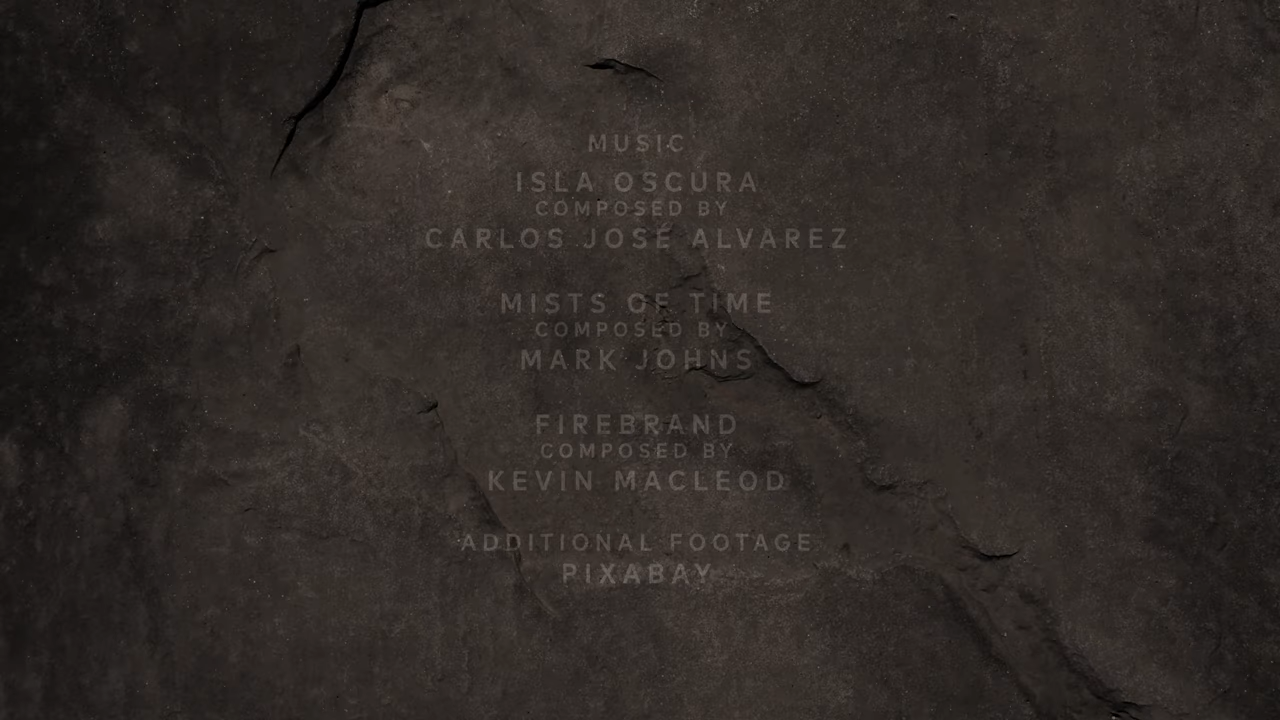 MUSIC
ISLA OSCURA
COMPOSED BY
CARLOS JOSE ALVAREZ
MISTS OF TIME
COMPOSED BY
MARK JOHNS
FIREBRAND
COMPOSED BY
KEVIN MACLEOD
ADDITIONAL FOOTAGE
PIXABAY